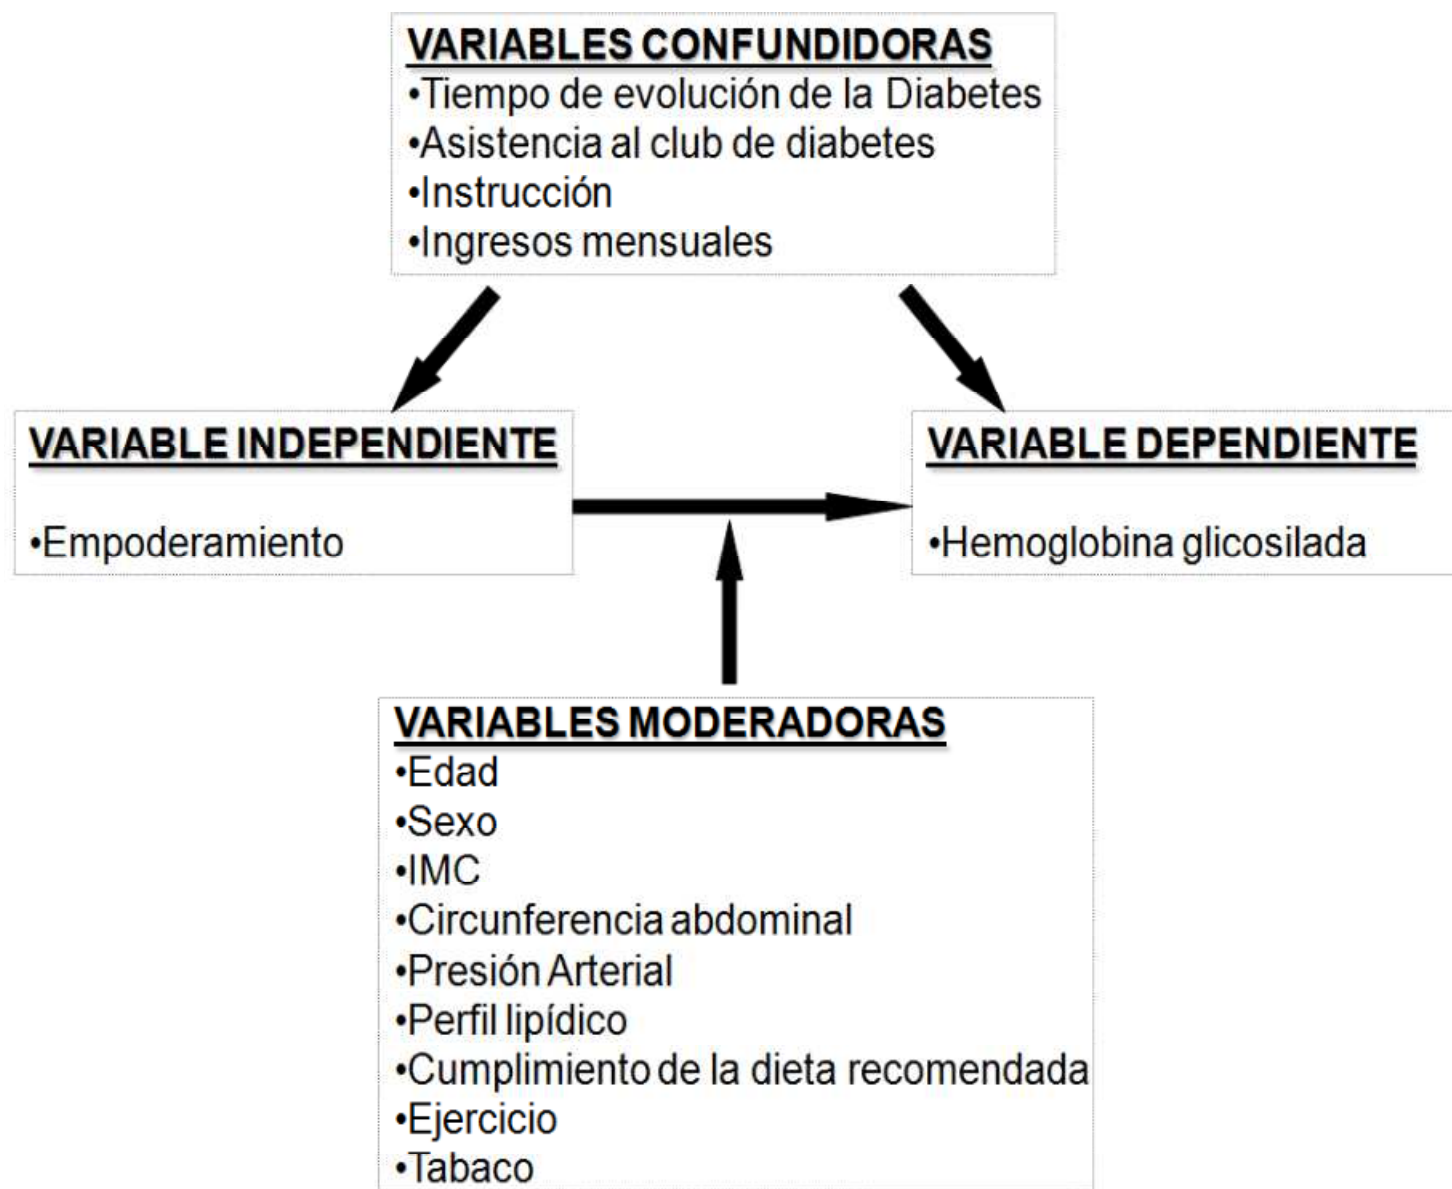 VARIABLES CONFUNDIDORAS
•Tiempo de evolución de la Diabetes
•Asistencia al club de diabetes
•Instrucción
•Ingresos mensuales
VARIABLE INDEPENDIENTE
•Empoderamiento
VARIABLE DEPENDIENTE
•Hemoglobina glicosilada
VARIABLES MODERADORAS
•Edad
•Sexo
•IMC
•Circunferencia abdominal
•Presión Arterial
•Perfil lipídico
•Cumplimiento de la dieta recomendada
•Ejercicio
•Tabaco